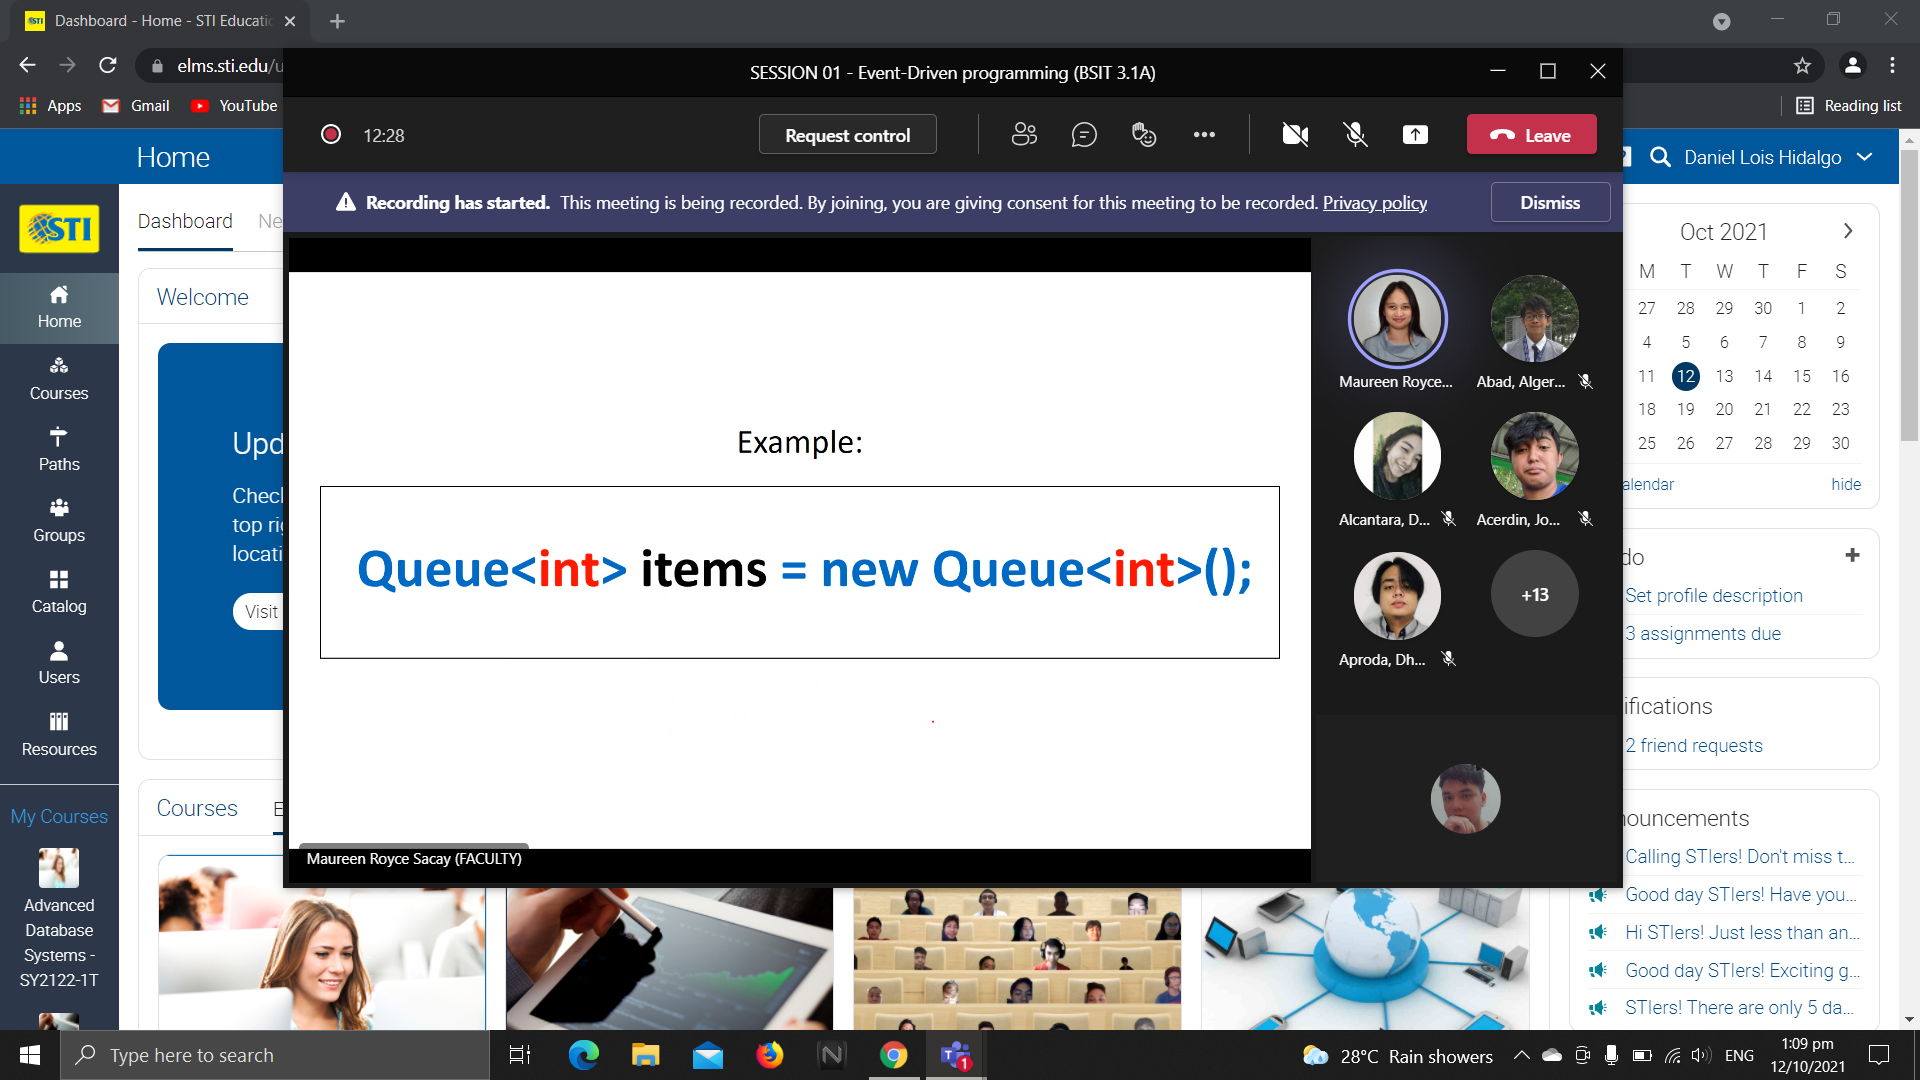 Dashboard - Home - STI Educatic
elms.sti.edu/u
Apps
Gmail
YouTube
Reading list
SESSION 01 - Event-Driven programming (BSIT 3.1A)
12:28
Request control
Leave
Recording has started. This meeting is being recorded. By joining, you are giving consent for this meeting to be recorded. Privacy policy
Dismiss
Home
Daniel Lois Hidalgo
STI
Dashboard
Ne
Home
Courses
Paths
Groups
Catalog
Users
Resources
My Courses
Advanced
Database
Systems -
SY2122-1T
Welcome
Upd
Checl
top ri
locati
Visit
Courses
E
Example:
Queue<int> items = new Queue<int>();
Maureen Royce Sacay (FACULTY)
Maureen Royce...
Abad, Alger...
Alcantara, D...
Acerdin, Jo...
Aproda, Dh...
+13
Oct 2021
M T W T F S
27 28 29 30 1 2
4 5 6 7 8 9
11 12 13 14 15 16
18 19 20 21 22 23
25 26 27 28 29 30
alendar
hide
do
Set profile description
3 assignments due
ifications
2 friend requests
nouncements
Calling STIers! Don't miss t...
Good day STIers! Have you...
Hi STIers! Just less than an...
Good day STIers! Exciting g...
STIers! There are only 5 da...
Type here to search
N
1
28°C Rain showers
ENG
1:09 pm
12/10/2021